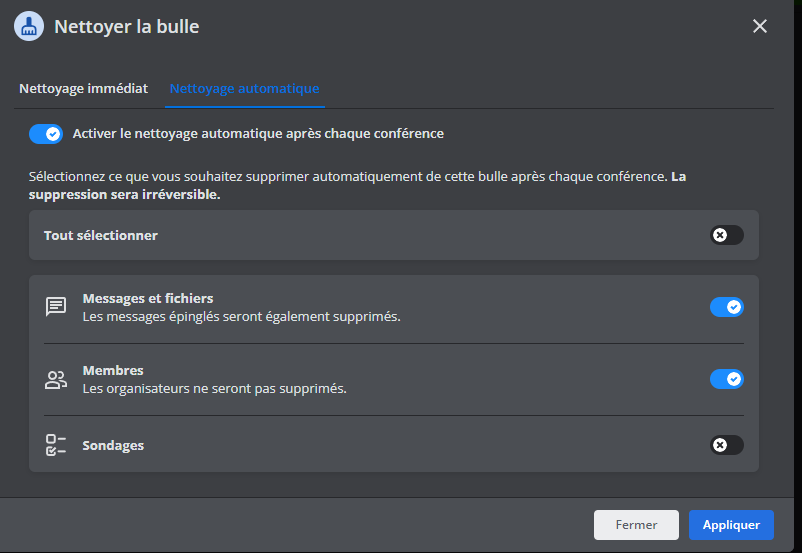 Nettoyer la bulle
Nettoyage immédiat
Nettoyage automatique
Activer le nettoyage automatique après chaque conférence
Sélectionnez ce que vous souhaitez supprimer automatiquement de cette bulle après chaque conférence. La
suppression sera irréversible.
Tout sélectionner
Messages et fichiers
Les messages épinglés seront également supprimés.
Membres
Les organisateurs ne seront pas supprimés.
Sondages
Fermer
Appliquer